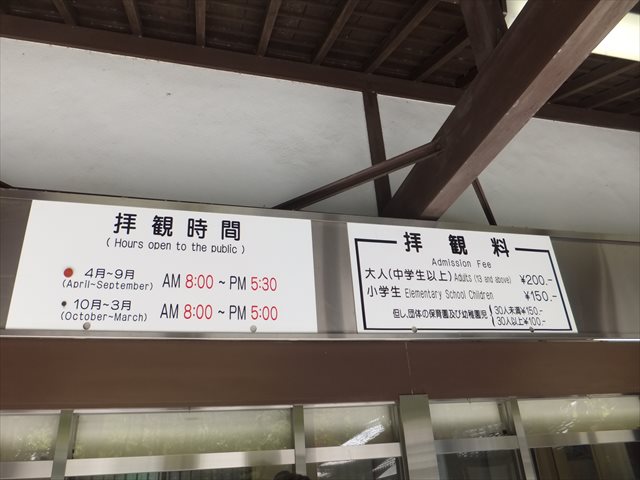 拝観時間
( Hours open to the public )
● 4月~9月 AM 8:00 ~ PM 5:30
(April~September)
● 10月~3月 AM 8:00 ~ PM 5:00
(October~March)
拝観料
Admission Fee
大人(中学生以上) Adults (13 and above) ¥200.-
小学生 Elementary School Children ¥150.-
但し、団体の保育園及び幼稚園児 30人未満¥150.-
30人以上¥100.-